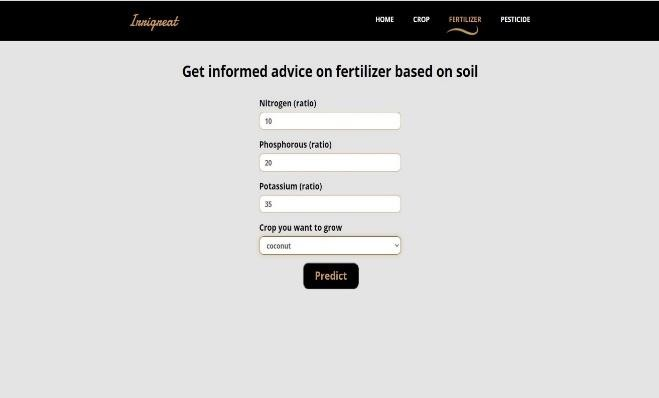 Irrigreat
HOME CROP FERTILIZER PESTICIDE
Get informed advice on fertilizer based on soil
Nitrogen (ratio)
10
Phosphorous (ratio)
20
Potassium (ratio)
35
Crop you want to grow
coconut
Predict